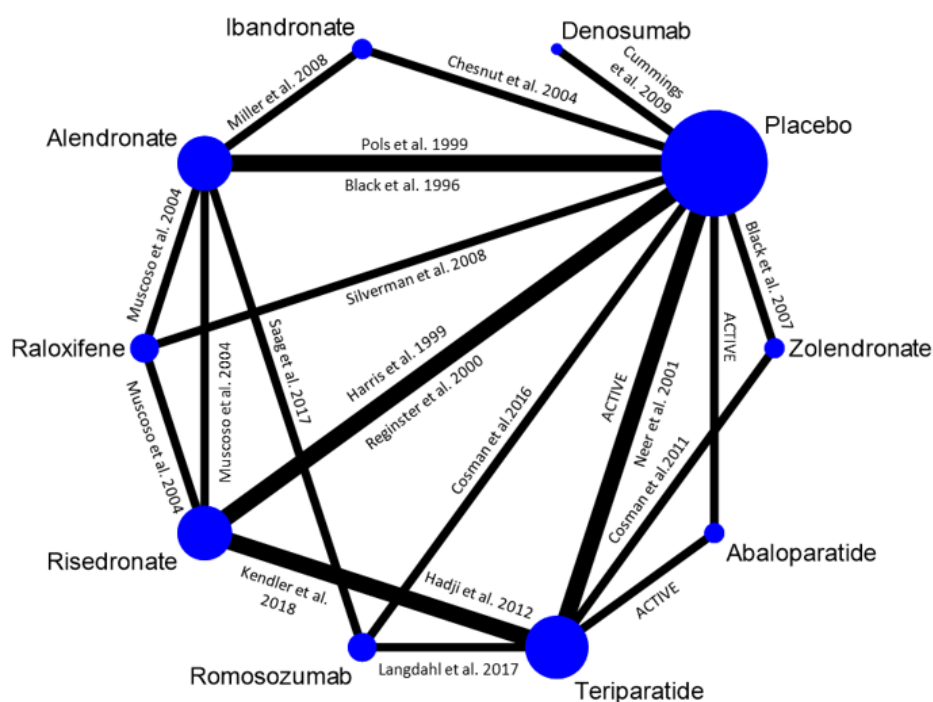 Ibandronate
Denosumab
Miller et al. 2008
Chesnut et al. 2004
Cummings
et al. 2009
Placebo
Alendronate
Pols et al. 1999
Black et al. 1996
Muscoso et al. 2004
Silverman et al. 2008
Black et al. 2007
ACTIVE
Raloxifene
Zolendronate
Saag et al. 2017
Muscoso et al. 2004
Harris et al. 1999
Reginster et al. 2000
Muscoso et al. 2004
Cosman et al.2016
ACTIVE
Neer et al. 2001
Cosman et al.2011
Risedronate
Abaloparatide
Kendler et al.
2018
Hadji et al. 2012
ACTIVE
Romosozumab
Langdahl et al. 2017
Teriparatide